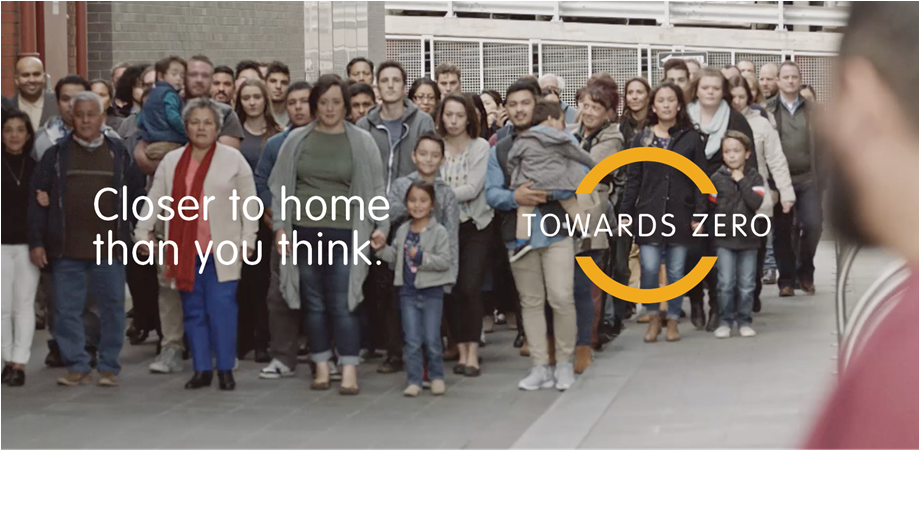 Closer to home
than you think.
TOWARDS ZERO